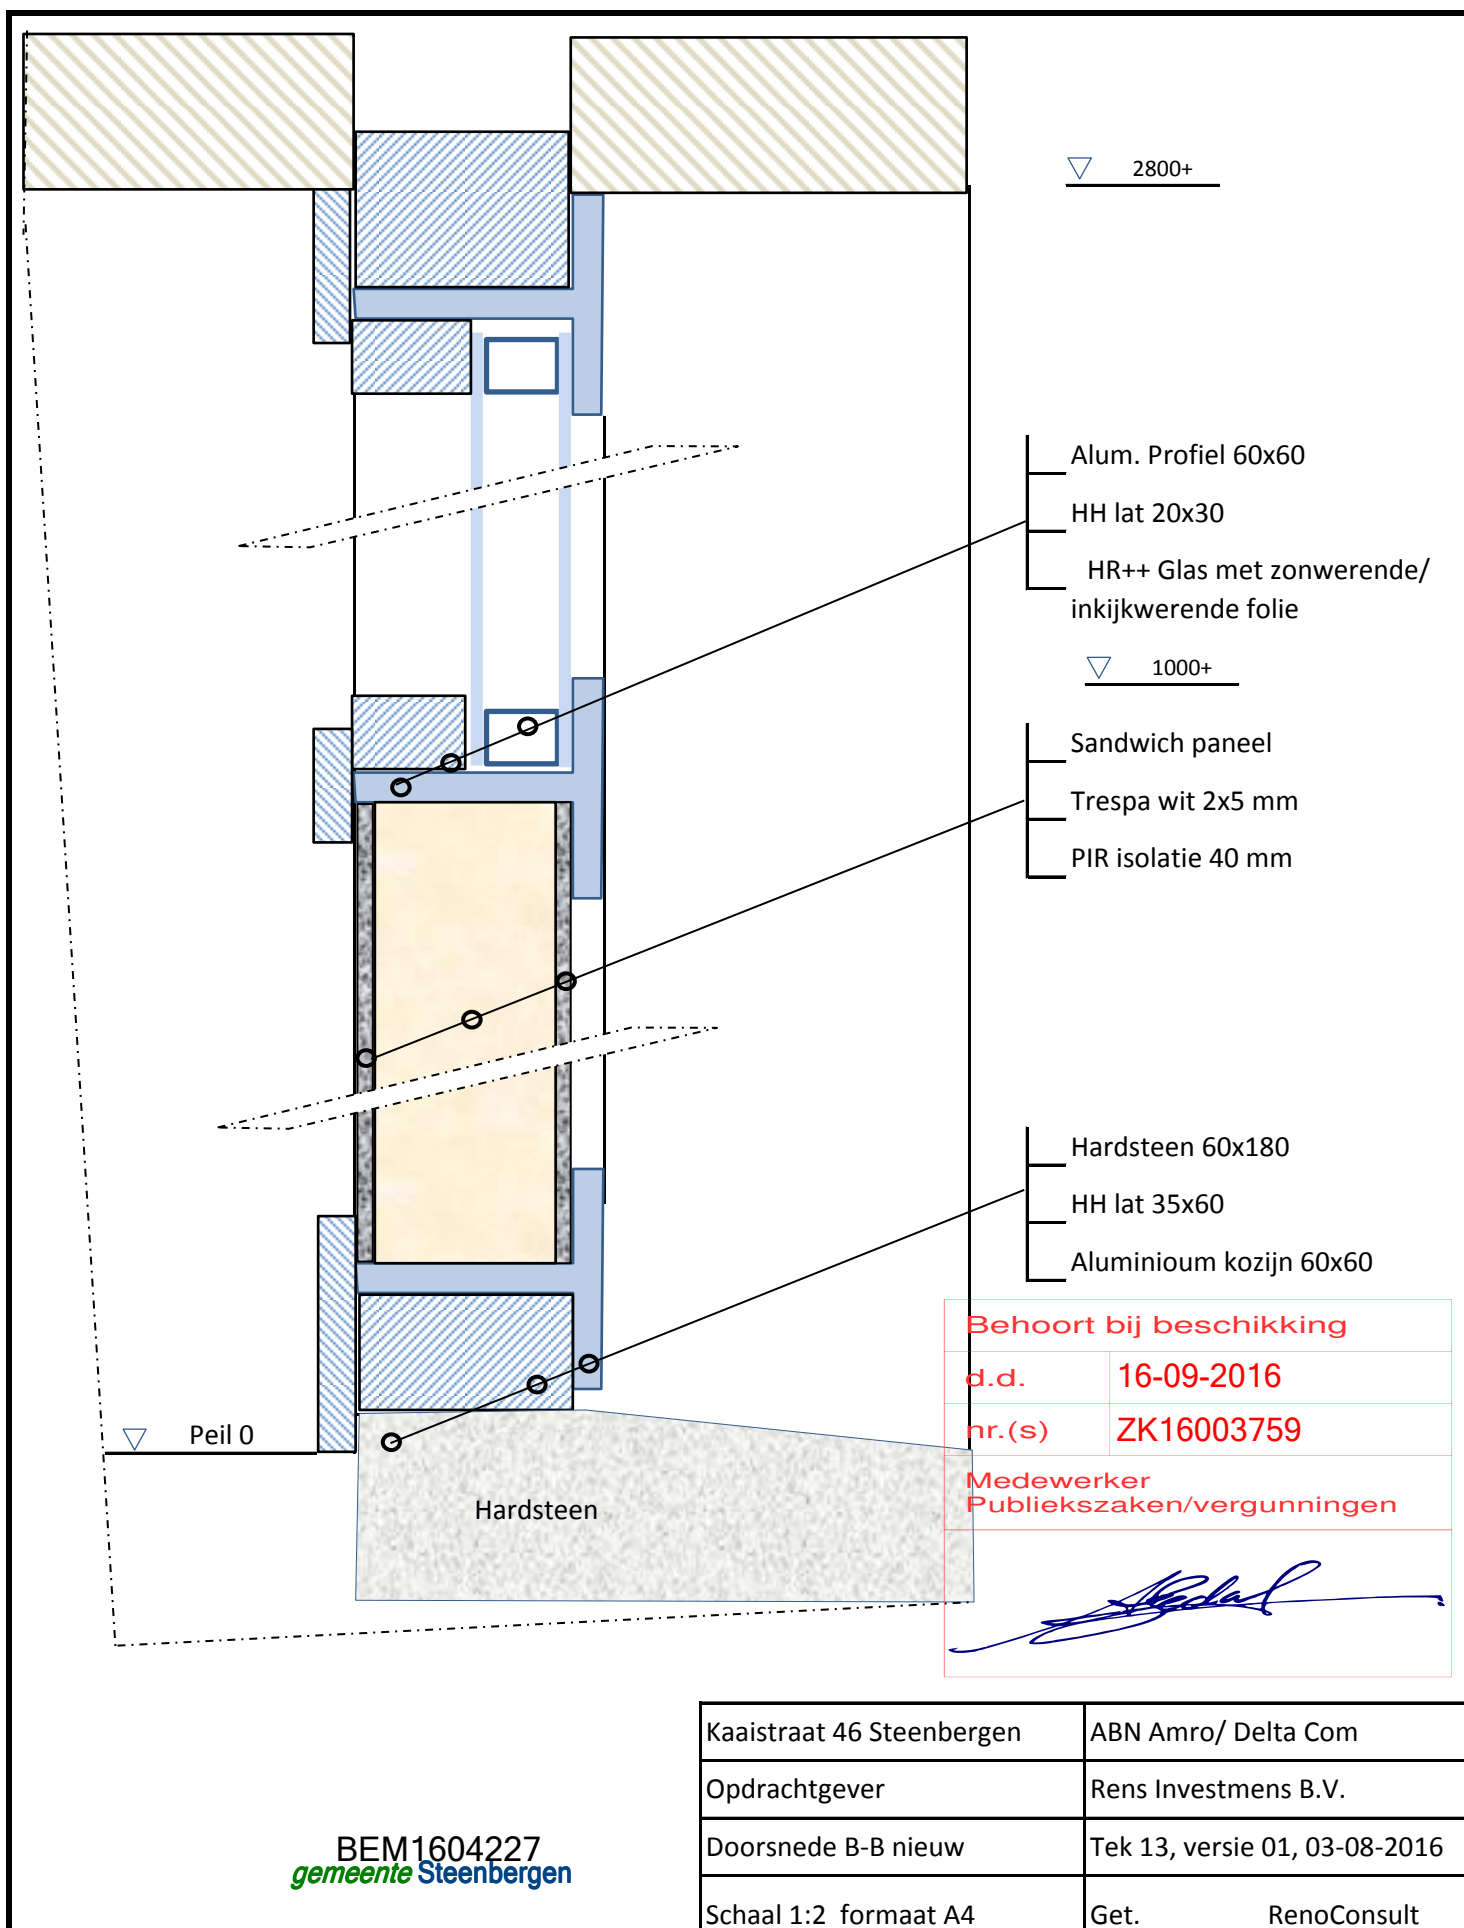 2800+
Alum. Profiel 60x60
HH lat 20x30
HR++ Glas met zonwerende/
inkijkwerende folie
1000+
Sandwich paneel
Trespa wit 2x5 mm
PIR isolatie 40 mm
Hardsteen 60x180
HH lat 35x60
Aluminioum kozijn 60x60
Behoort bij beschikking
d.d. 16-09-2016
nr.(s) ZK16003759
Medewerker
Publiekszaken/vergunningen
Peil 0
Hardsteen
Kaaistraat 46 Steenbergen ABN Amro/ Delta Com
Opdrachtgever Rens Investmens B.V.
Doorsnede B-B nieuw Tek 13, versie 01, 03-08-2016
Schaal 1:2 formaat A4 Get. RenoConsult
BEM1604227
gemeente Steenbergen